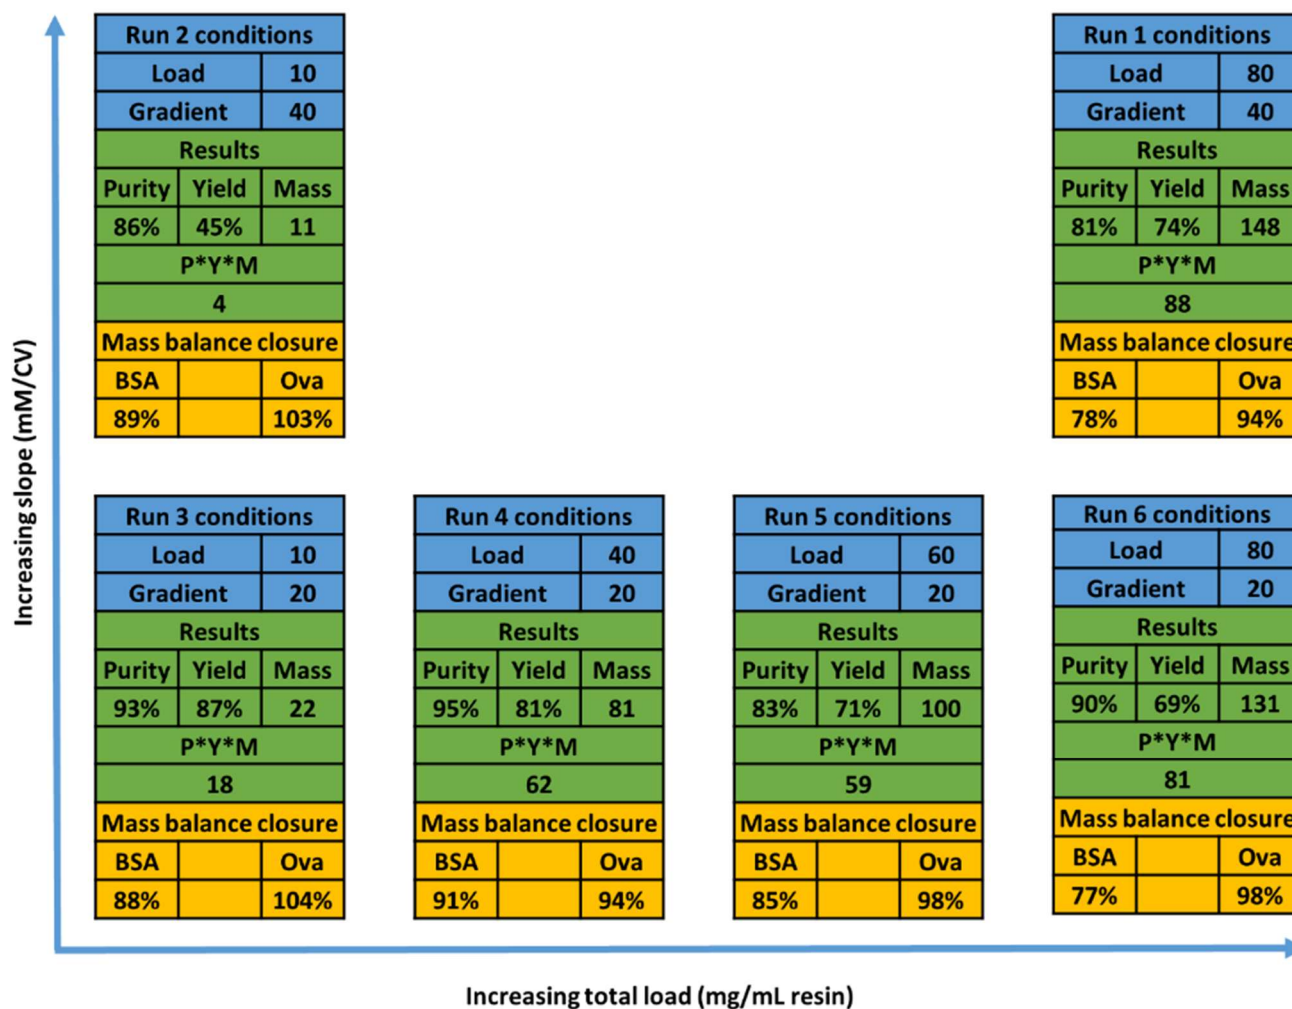 Increasing slope (mM/CV)
Run 2 conditions
Load 10
Gradient 40
Results
Purity Yield Mass
86% 45% 11
P*Y*M
4
Mass balance closure
BSA Ova
89% 103%
Run 1 conditions
Load 80
Gradient 40
Results
Purity Yield Mass
81% 74% 148
P*Y*M
88
Mass balance closure
BSA Ova
78% 94%
Run 3 conditions
Load 10
Gradient 20
Results
Purity Yield Mass
93% 87% 22
P*Y*M
18
Mass balance closure
BSA Ova
88% 104%
Run 4 conditions
Load 40
Gradient 20
Results
Purity Yield Mass
95% 81% 81
P*Y*M
62
Mass balance closure
BSA Ova
91% 94%
Run 5 conditions
Load 60
Gradient 20
Results
Purity Yield Mass
83% 71% 100
P*Y*M
59
Mass balance closure
BSA Ova
85% 98%
Run 6 conditions
Load 80
Gradient 20
Results
Purity Yield Mass
90% 69% 131
P*Y*M
81
Mass balance closure
BSA Ova
77% 98%
Increasing total load (mg/mL resin)